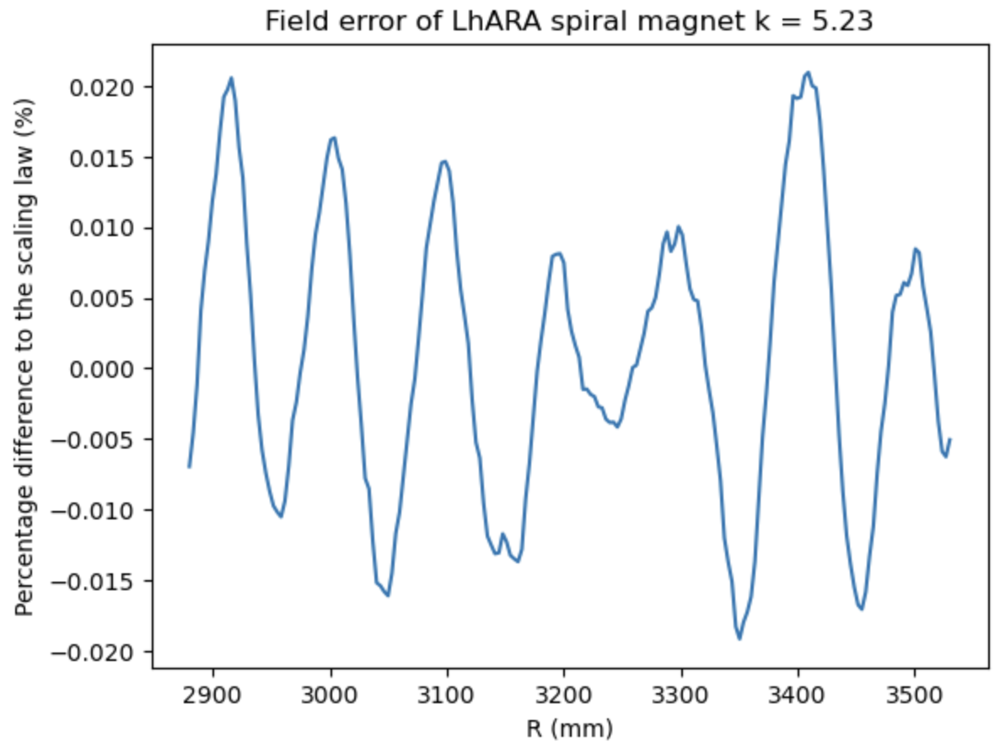 Field error of LhARA spiral magnet k = 5.23
Percentage difference to the scaling law (%)
0.020
0.015
0.010
0.005
0.000
−0.005
−0.010
−0.015
−0.020
2900 3000 3100 3200 3300 3400 3500
R (mm)